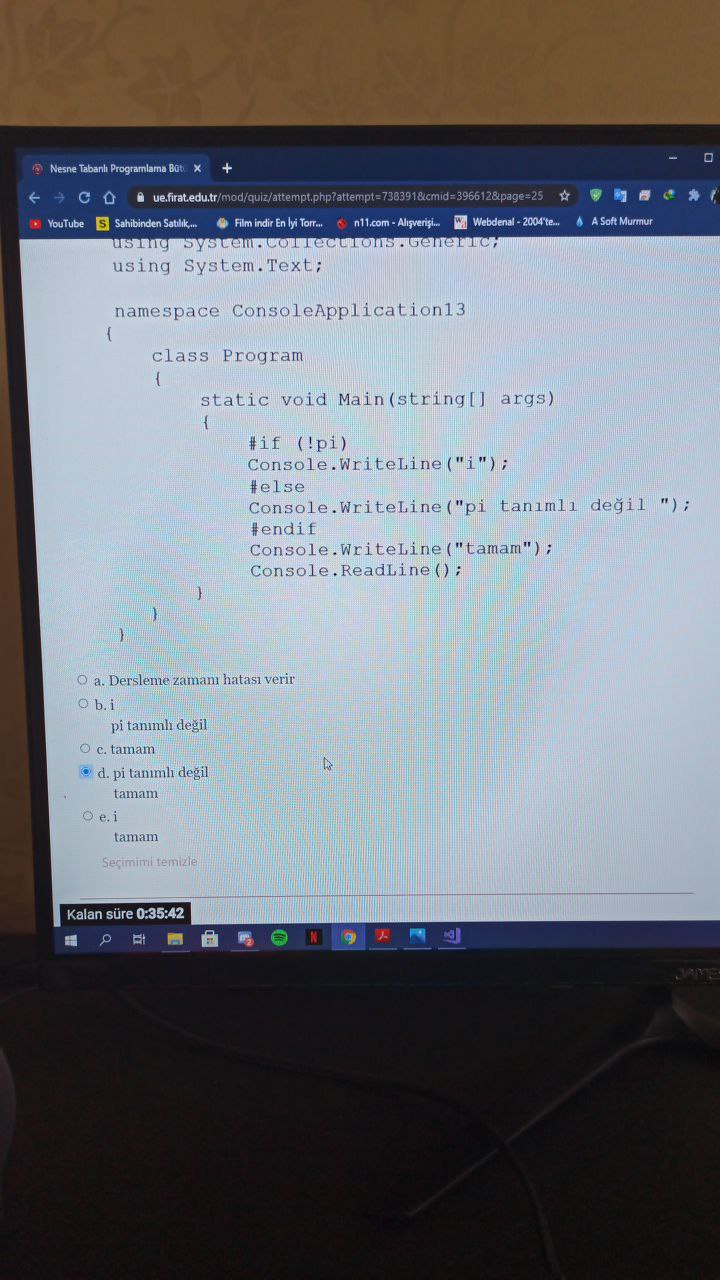 Nesne Tabanlı Programlama Büt
ue.firat.edu.tr/mod/quiz/attempt.php?attempt=738391&cmid=396612&page=25
YouTube S Sahibinden Satılık,... Film indir En İyi Torr... n11.com - Alışverişi... Webdenal - 2004'te... A Soft Murmur
using System.Collections.Generic;
using System.Text;
namespace ConsoleApplication13
{
class Program
{
static void Main(string[] args)
{
#if (!pi)
Console.WriteLine("i");
#else
Console.WriteLine("pi tanımlı değil ");
#endif
Console.WriteLine("tamam");
Console.ReadLine();
}
}
}
a. Dersleme zamanı hatası verir
b. i
pi tanımlı değil
c. tamam
d. pi tanımlı değil
tamam
e. i
tamam
Seçimimi temizle
Kalan süre 0:35:42